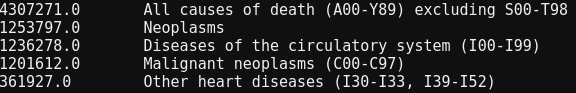 4307271.0 All causes of death (A00-Y89) excluding S00-T98
1253797.0 Neoplasms
1236278.0 Diseases of the circulatory system (I00-I99)
1201612.0 Malignant neoplasms (C00-C97)
361927.0 Other heart diseases (I30-I33, I39-I52)